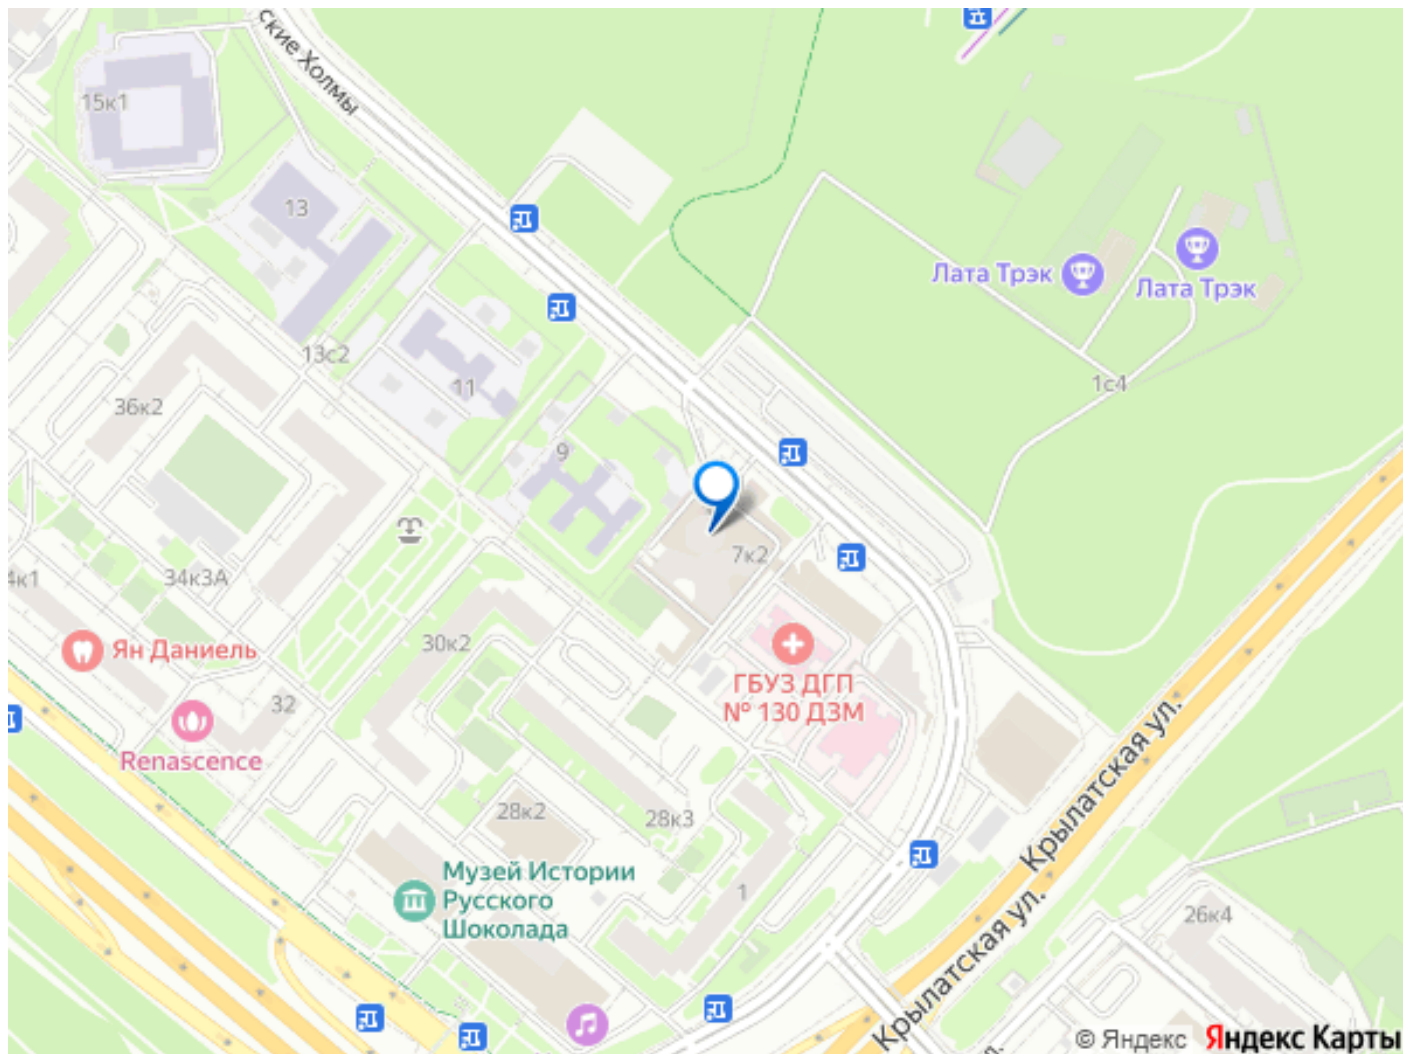 ские Холмы
15к1
13
Лата Трэк
Лата Трэк
13с2
11
1с4
36к2
9
7к2
34к3А
4к1
Ян Даниель
30к2
ГБУЗ ДГП
№ 130 ДЗМ
32
Renascence
Крылатская ул.
28к2
28к3
Музей Истории
Русского
Шоколада
1
26к4
Крылатская ул.
л.
© Яндекс Яндекс Карты